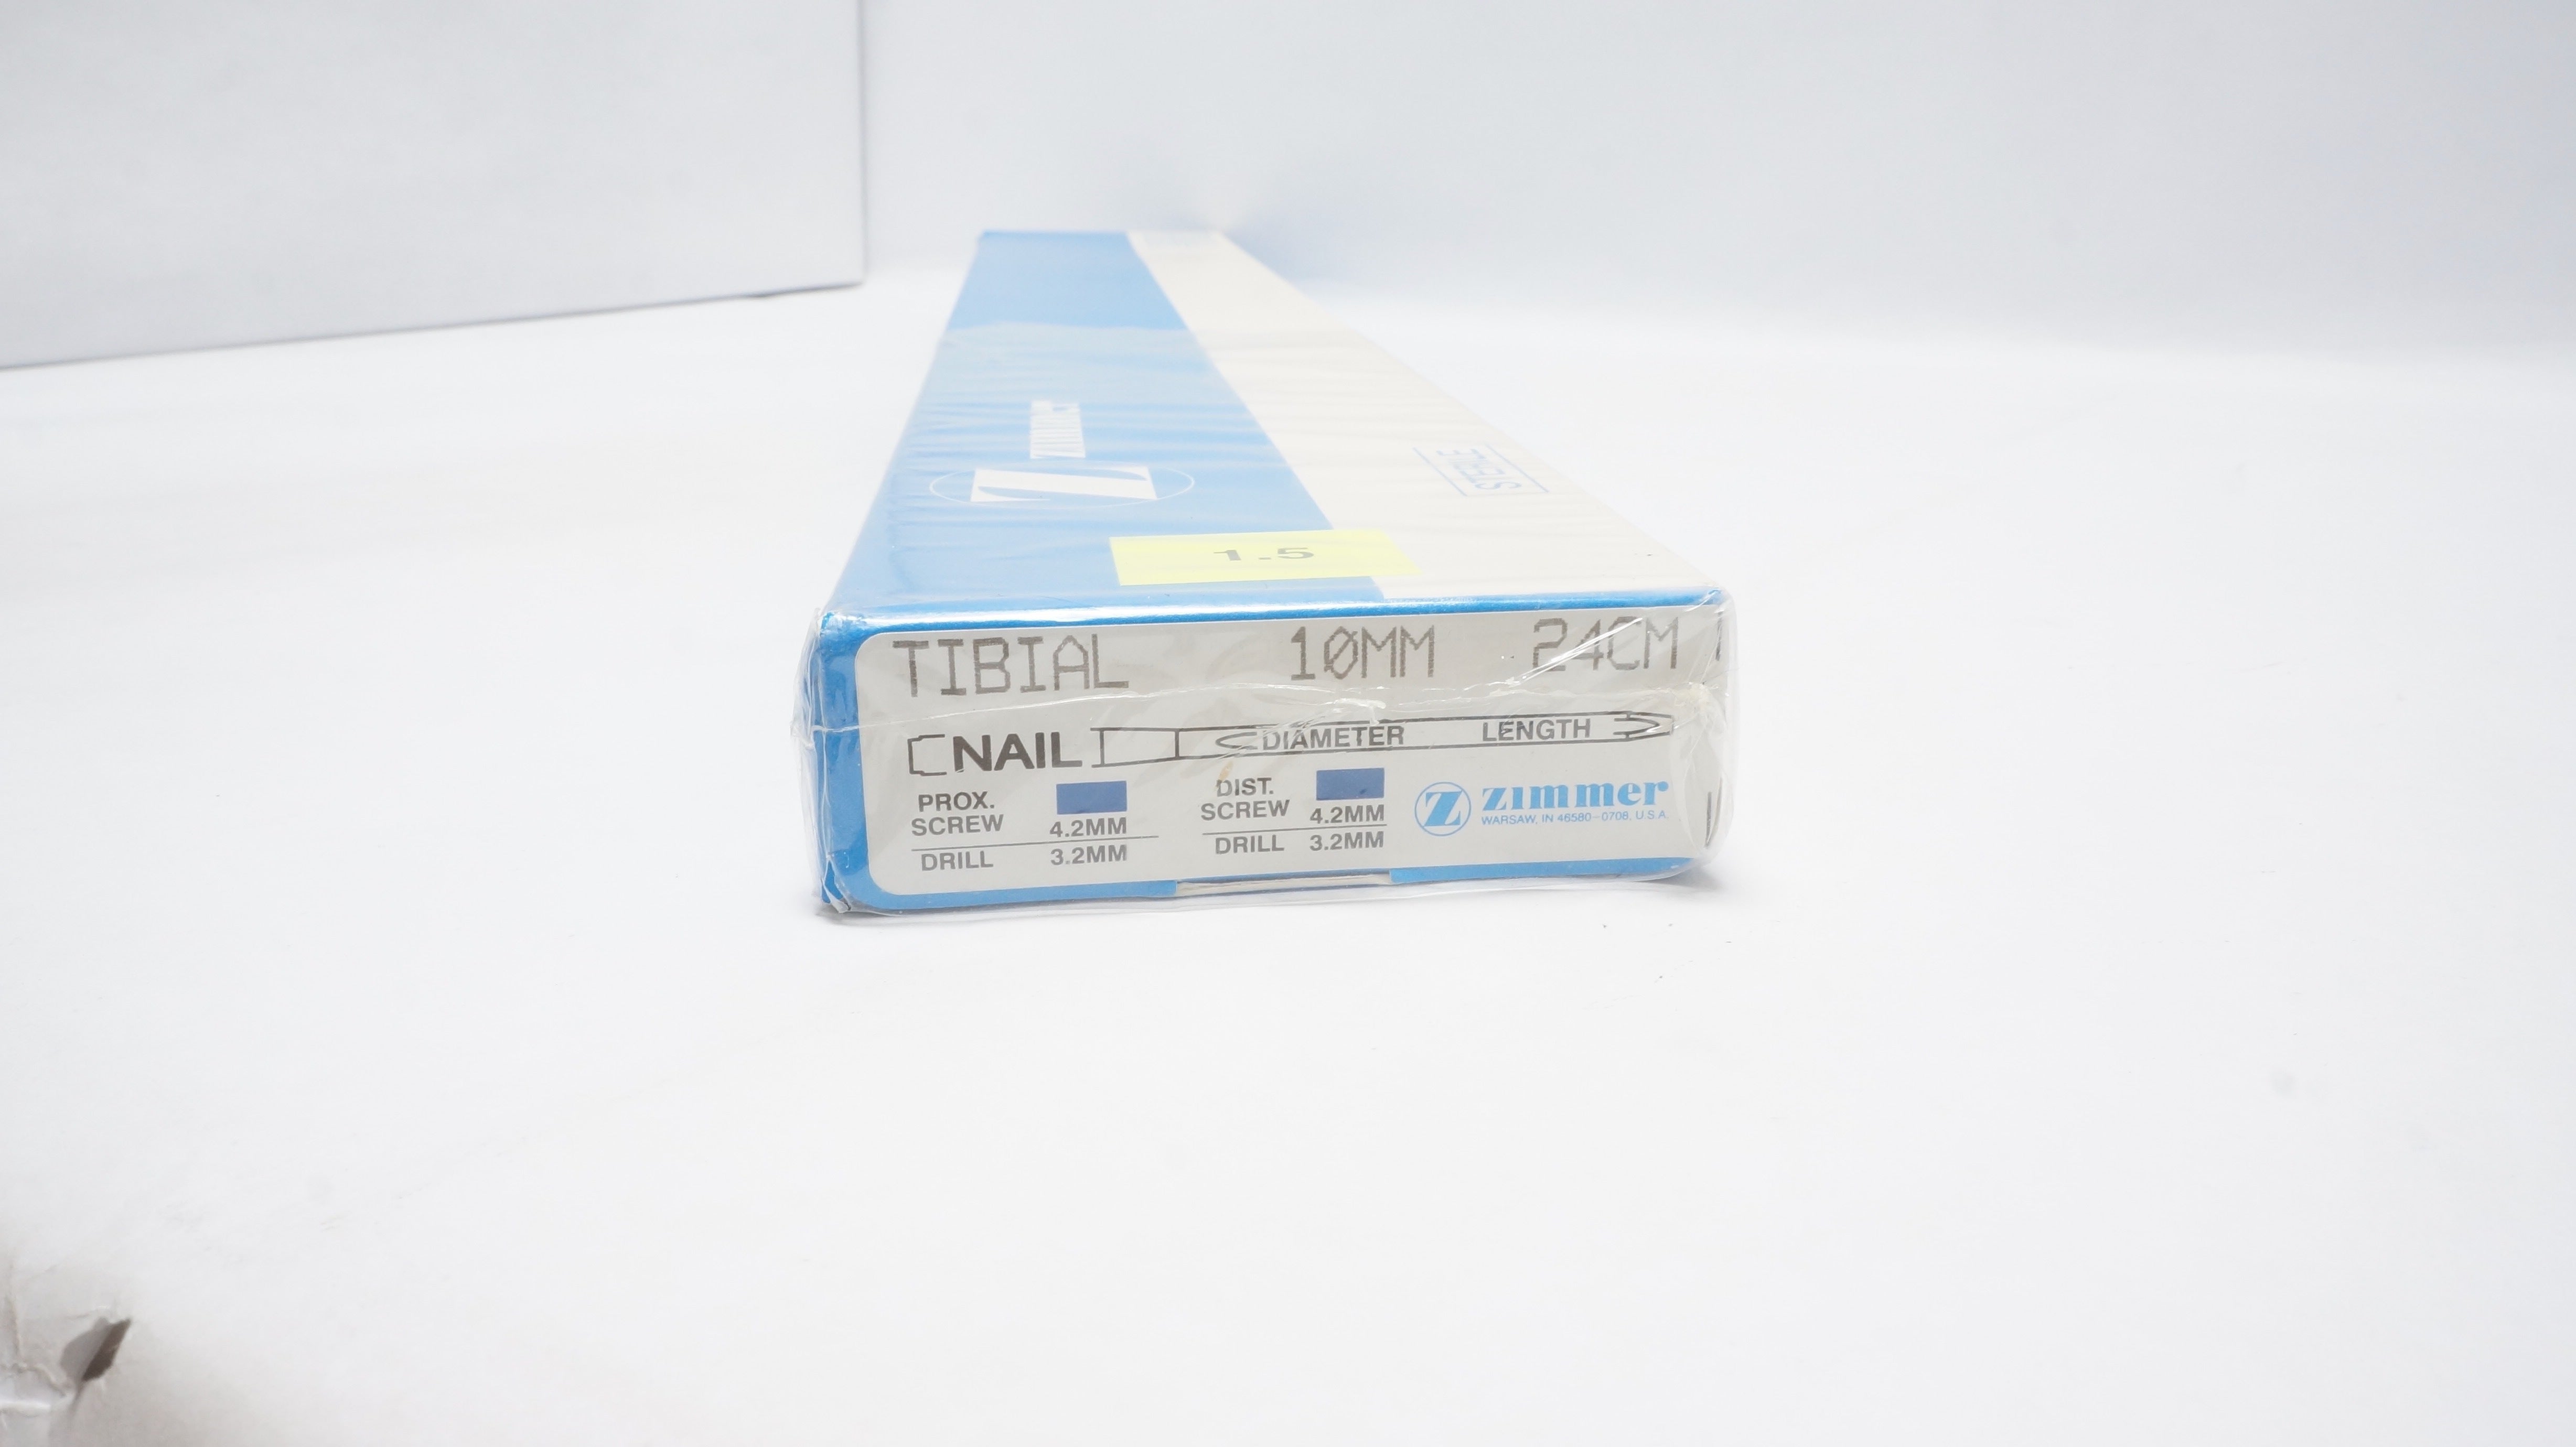 zimmer
Z
STERILE
1.5
TIBIAL 10MM 24CM
NAIL DIAMETER LENGTH
PROX. SCREW 4.2MM
DRILL 3.2MM
DIST. SCREW 4.2MM
DRILL 3.2MM
Z zimmer
WARSAW, IN 46580-0708, U.S.A.